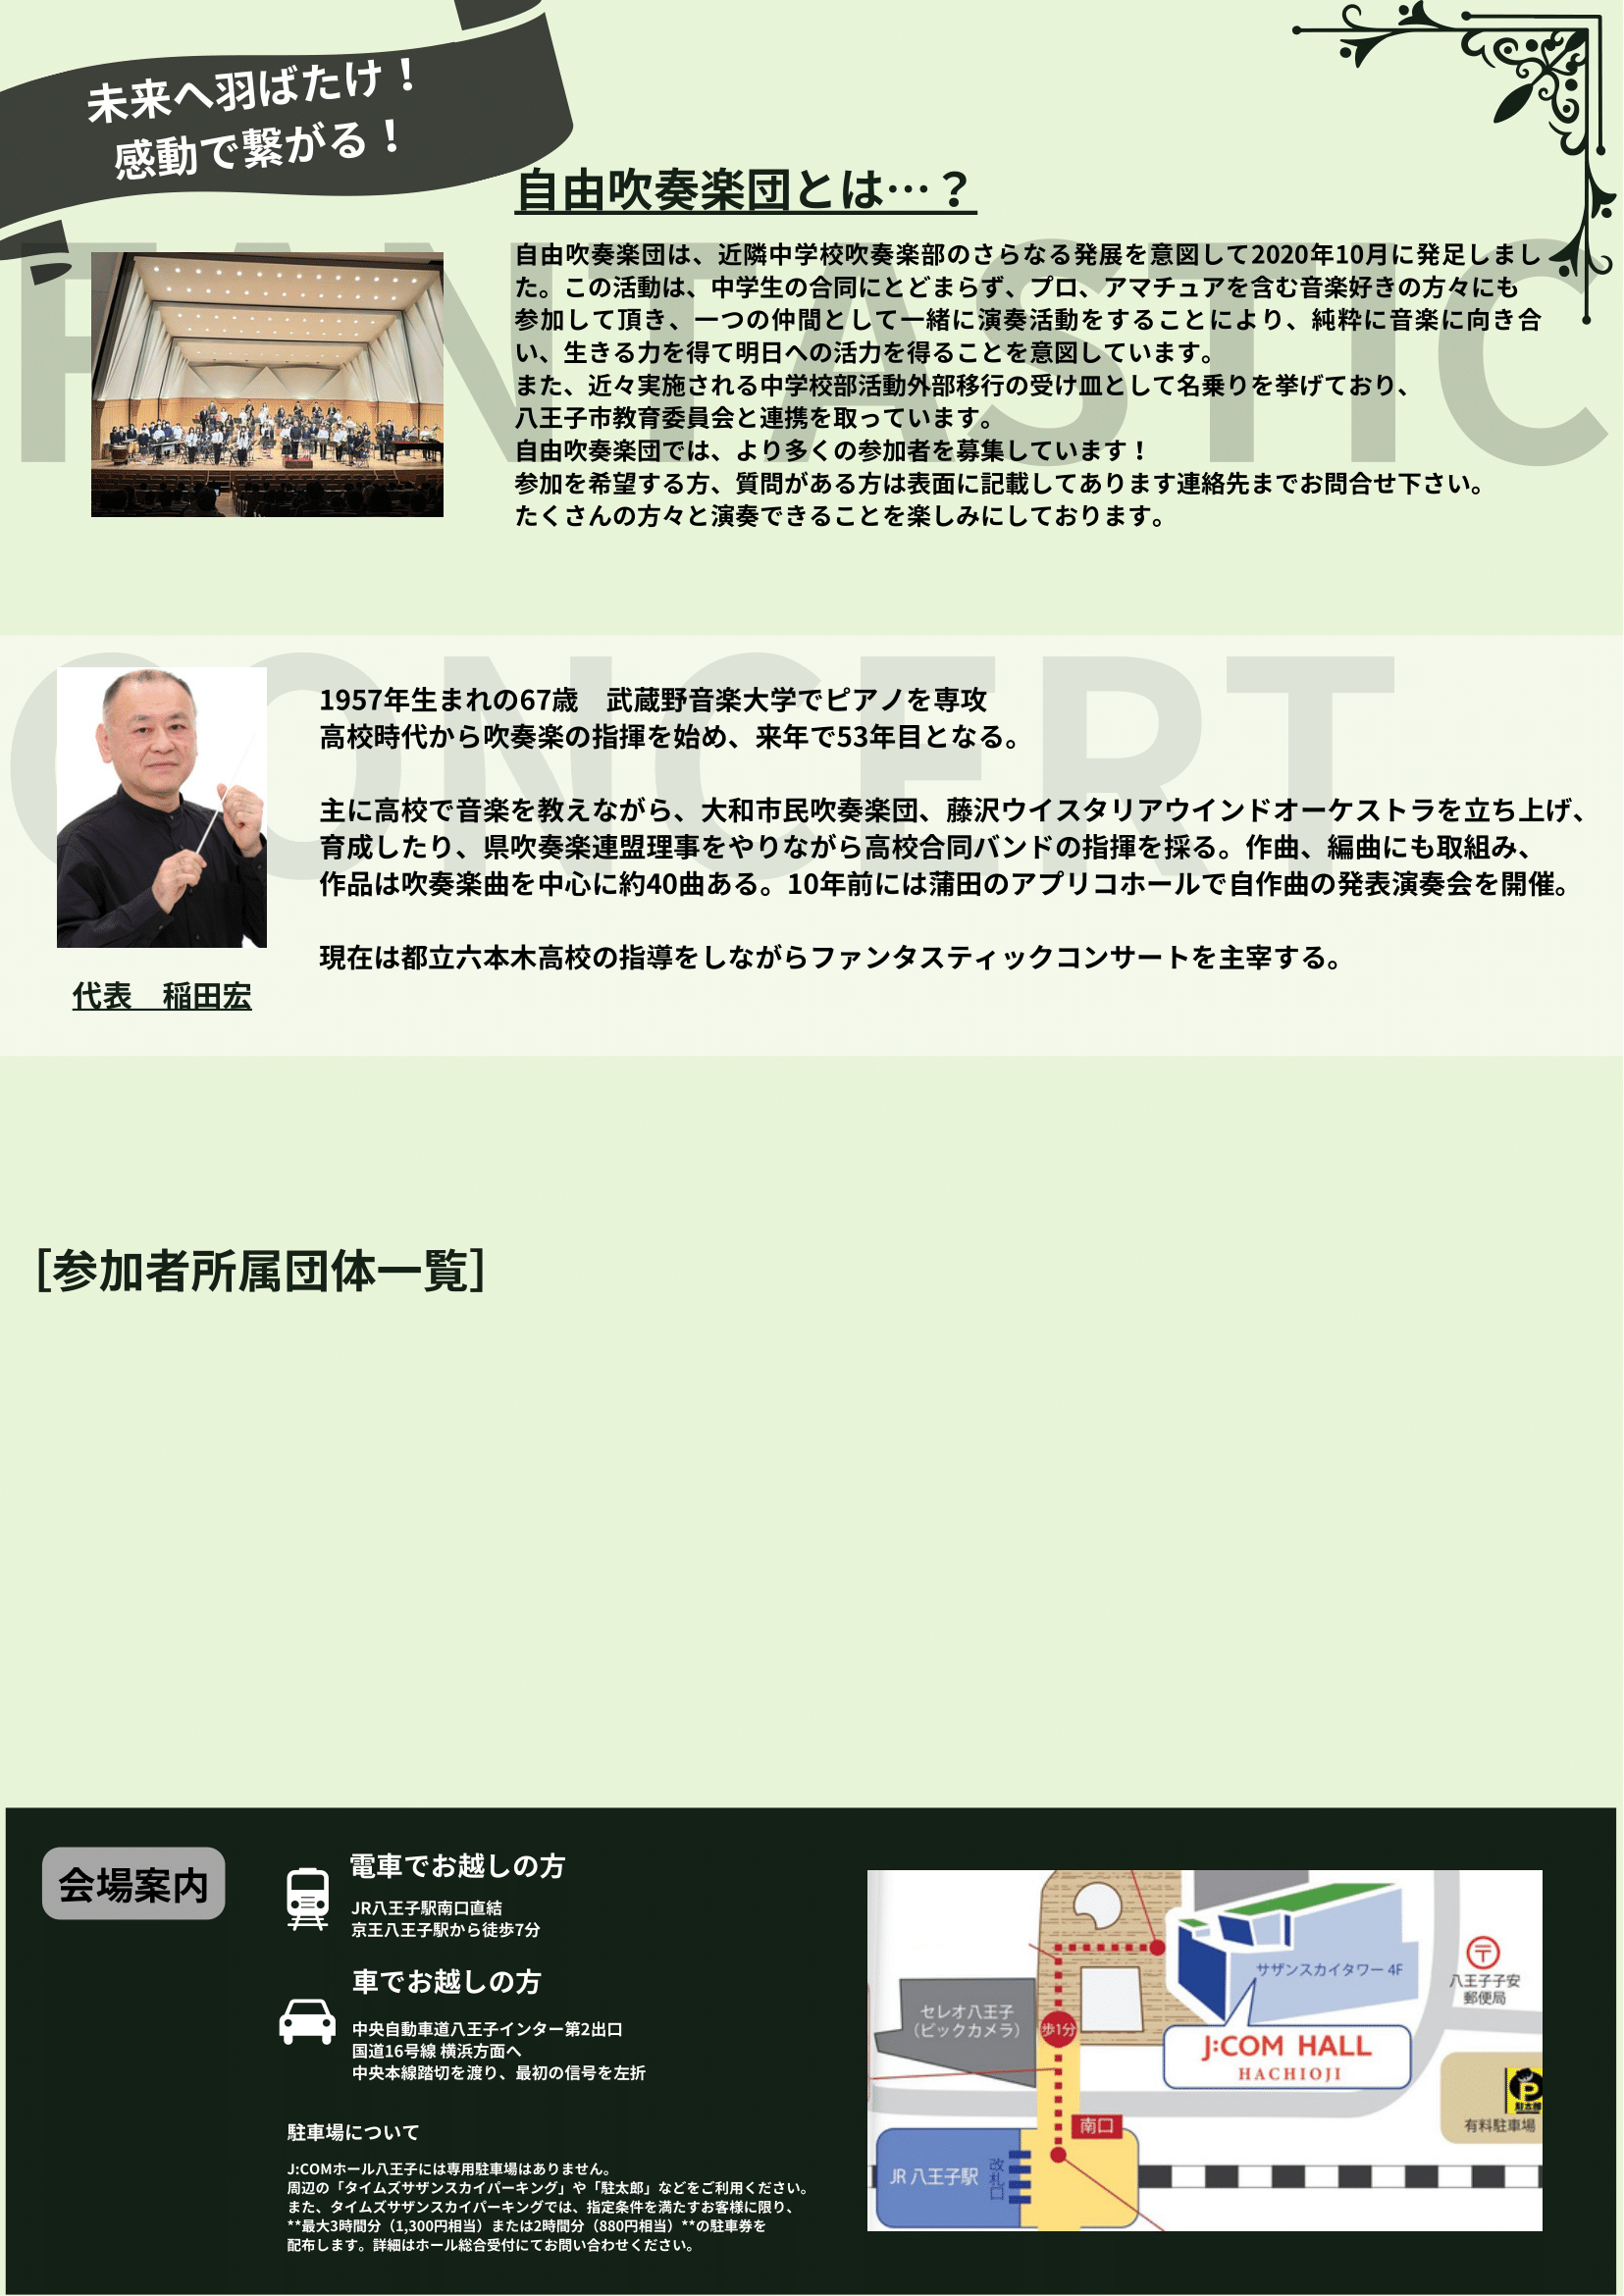 未来へ羽ばたけ！
感動で繋がる！
FANTASTIC
自由吹奏楽団とは…？
自由吹奏楽団は、近隣中学校吹奏楽部のさらなる発展を意図して2020年10月に発足しまし
た。この活動は、中学生の合同にとどまらず、プロ、アマチュアを含む音楽好きの方々にも
参加して頂き、一つの仲間として一緒に演奏活動をすることにより、純粋に音楽に向き合
い、生きる力を得て明日への活力を得ることを意図しています。
また、近々実施される中学校部活動外部移行の受け皿として名乗りを挙げており、
八王子市教育委員会と連携を取っています。
自由吹奏楽団では、より多くの参加者を募集しています！
参加を希望する方、質問がある方は表面に記載してあります連絡先までお問合せ下さい。
たくさんの方々と演奏できることを楽しみにしております。
CONCERT
1957年生まれの67歳　武蔵野音楽大学でピアノを専攻
高校時代から吹奏楽の指揮を始め、来年で53年目となる。
主に高校で音楽を教えながら、大和市民吹奏楽団、藤沢ウイスタリアウインドオーケストラを立ち上げ、
育成したり、県吹奏楽連盟理事をやりながら高校合同バンドの指揮を採る。作曲、編曲にも取組み、
作品は吹奏楽曲を中心に約40曲ある。10年前には蒲田のアプリコホールで自作曲の発表演奏会を開催。
現在は都立六本木高校の指導をしながらファンタスティックコンサートを主宰する。
代表　稲田宏
［参加者所属団体一覧］
会場案内
電車でお越しの方
JR八王子駅南口直結
京王八王子駅から徒歩7分
車でお越しの方
中央自動車道八王子インター第2出口
国道16号線 横浜方面へ
中央本線踏切を渡り、最初の信号を左折
駐車場について
J:COMホール八王子には専用駐車場はありません。
周辺の「タイムズサザンスカイパーキング」や「駐太郎」などをご利用ください。
また、タイムズサザンスカイパーキングでは、指定条件を満たすお客様に限り、
**最大3時間分（1,300円相当）または2時間分（880円相当）**の駐車券を
配布します。詳細はホール総合受付にてお問い合わせください。
サザンスカイタワー 4F
八王子子安
郵便局
セレオ八王子
（ビックカメラ）
歩1分
J:COM HALL
HACHIOJI
P
駐太郎
有料駐車場
南口
JR 八王子駅
改札口